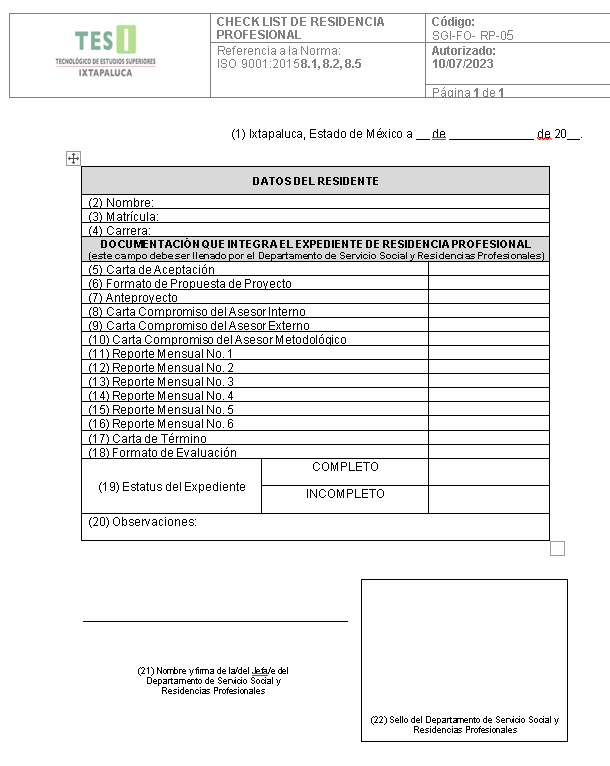 TESI
TECNOLÓGICO DE ESTUDIOS SUPERIORES
IXTAPALUCA
CHECK LIST DE RESIDENCIA
PROFESIONAL
Referencia a la Norma:
ISO 9001:2015 8.1, 8.2, 8.5
Código:
SGI-FO- RP-05
Autorizado:
10/07/2023
Página 1 de 1
(1) Ixtapaluca, Estado de México a __ de _____________ de 20__.
DATOS DEL RESIDENTE
(2) Nombre:
(3) Matrícula:
(4) Carrera:
DOCUMENTACIÓN QUE INTEGRA EL EXPEDIENTE DE RESIDENCIA PROFESIONAL
(este campo debe ser llenado por el Departamento de Servicio Social y Residencias Profesionales)
(5) Carta de Aceptación
(6) Formato de Propuesta de Proyecto
(7) Anteproyecto
(8) Carta Compromiso del Asesor Interno
(9) Carta Compromiso del Asesor Externo
(10) Carta Compromiso del Asesor Metodológico
(11) Reporte Mensual No. 1
(12) Reporte Mensual No. 2
(13) Reporte Mensual No. 3
(14) Reporte Mensual No. 4
(15) Reporte Mensual No. 5
(16) Reporte Mensual No. 6
(17) Carta de Término
(18) Formato de Evaluación
(19) Estatus del Expediente
COMPLETO
INCOMPLETO
(20) Observaciones:
(21) Nombre y firma de la/del Jefa/e del
Departamento de Servicio Social y
Residencias Profesionales
(22) Sello del Departamento de Servicio Social y
Residencias Profesionales